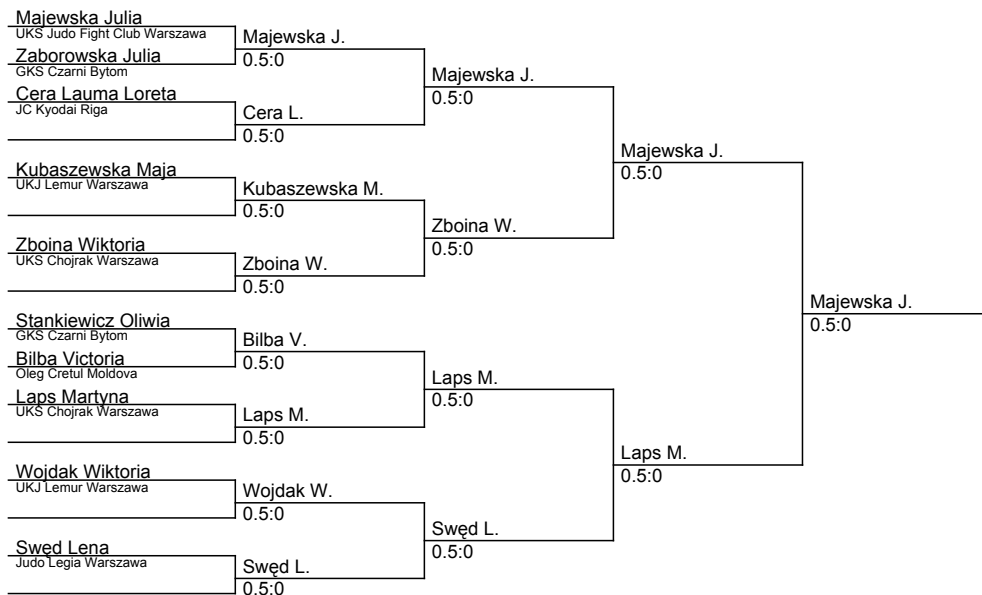 Majewska Julia
UKS Judo Fight Club Warszawa
Majewska J.
0.5:0
Zaborowska Julia
GKS Czarni Bytom
Majewska J.
0.5:0
Cera Lauma Loreta
JC Kyodai Riga
Cera L.
0.5:0
Majewska J.
0.5:0
Kubaszewska Maja
UKJ Lemur Warszawa
Kubaszewska M.
0.5:0
Zboina W.
0.5:0
Zboina Wiktoria
UKS Chojrak Warszawa
Zboina W.
0.5:0
Majewska J.
0.5:0
Stankiewicz Oliwia
GKS Czarni Bytom
Bilba V.
0.5:0
Bilba Victoria
Oleg Cretul Moldova
Laps M.
0.5:0
Laps Martyna
UKS Chojrak Warszawa
Laps M.
0.5:0
Laps M.
0.5:0
Wojdak Wiktoria
UKJ Lemur Warszawa
Wojdak W.
0.5:0
Swęd L.
0.5:0
Swęd Lena
Judo Legia Warszawa
Swęd L.
0.5:0